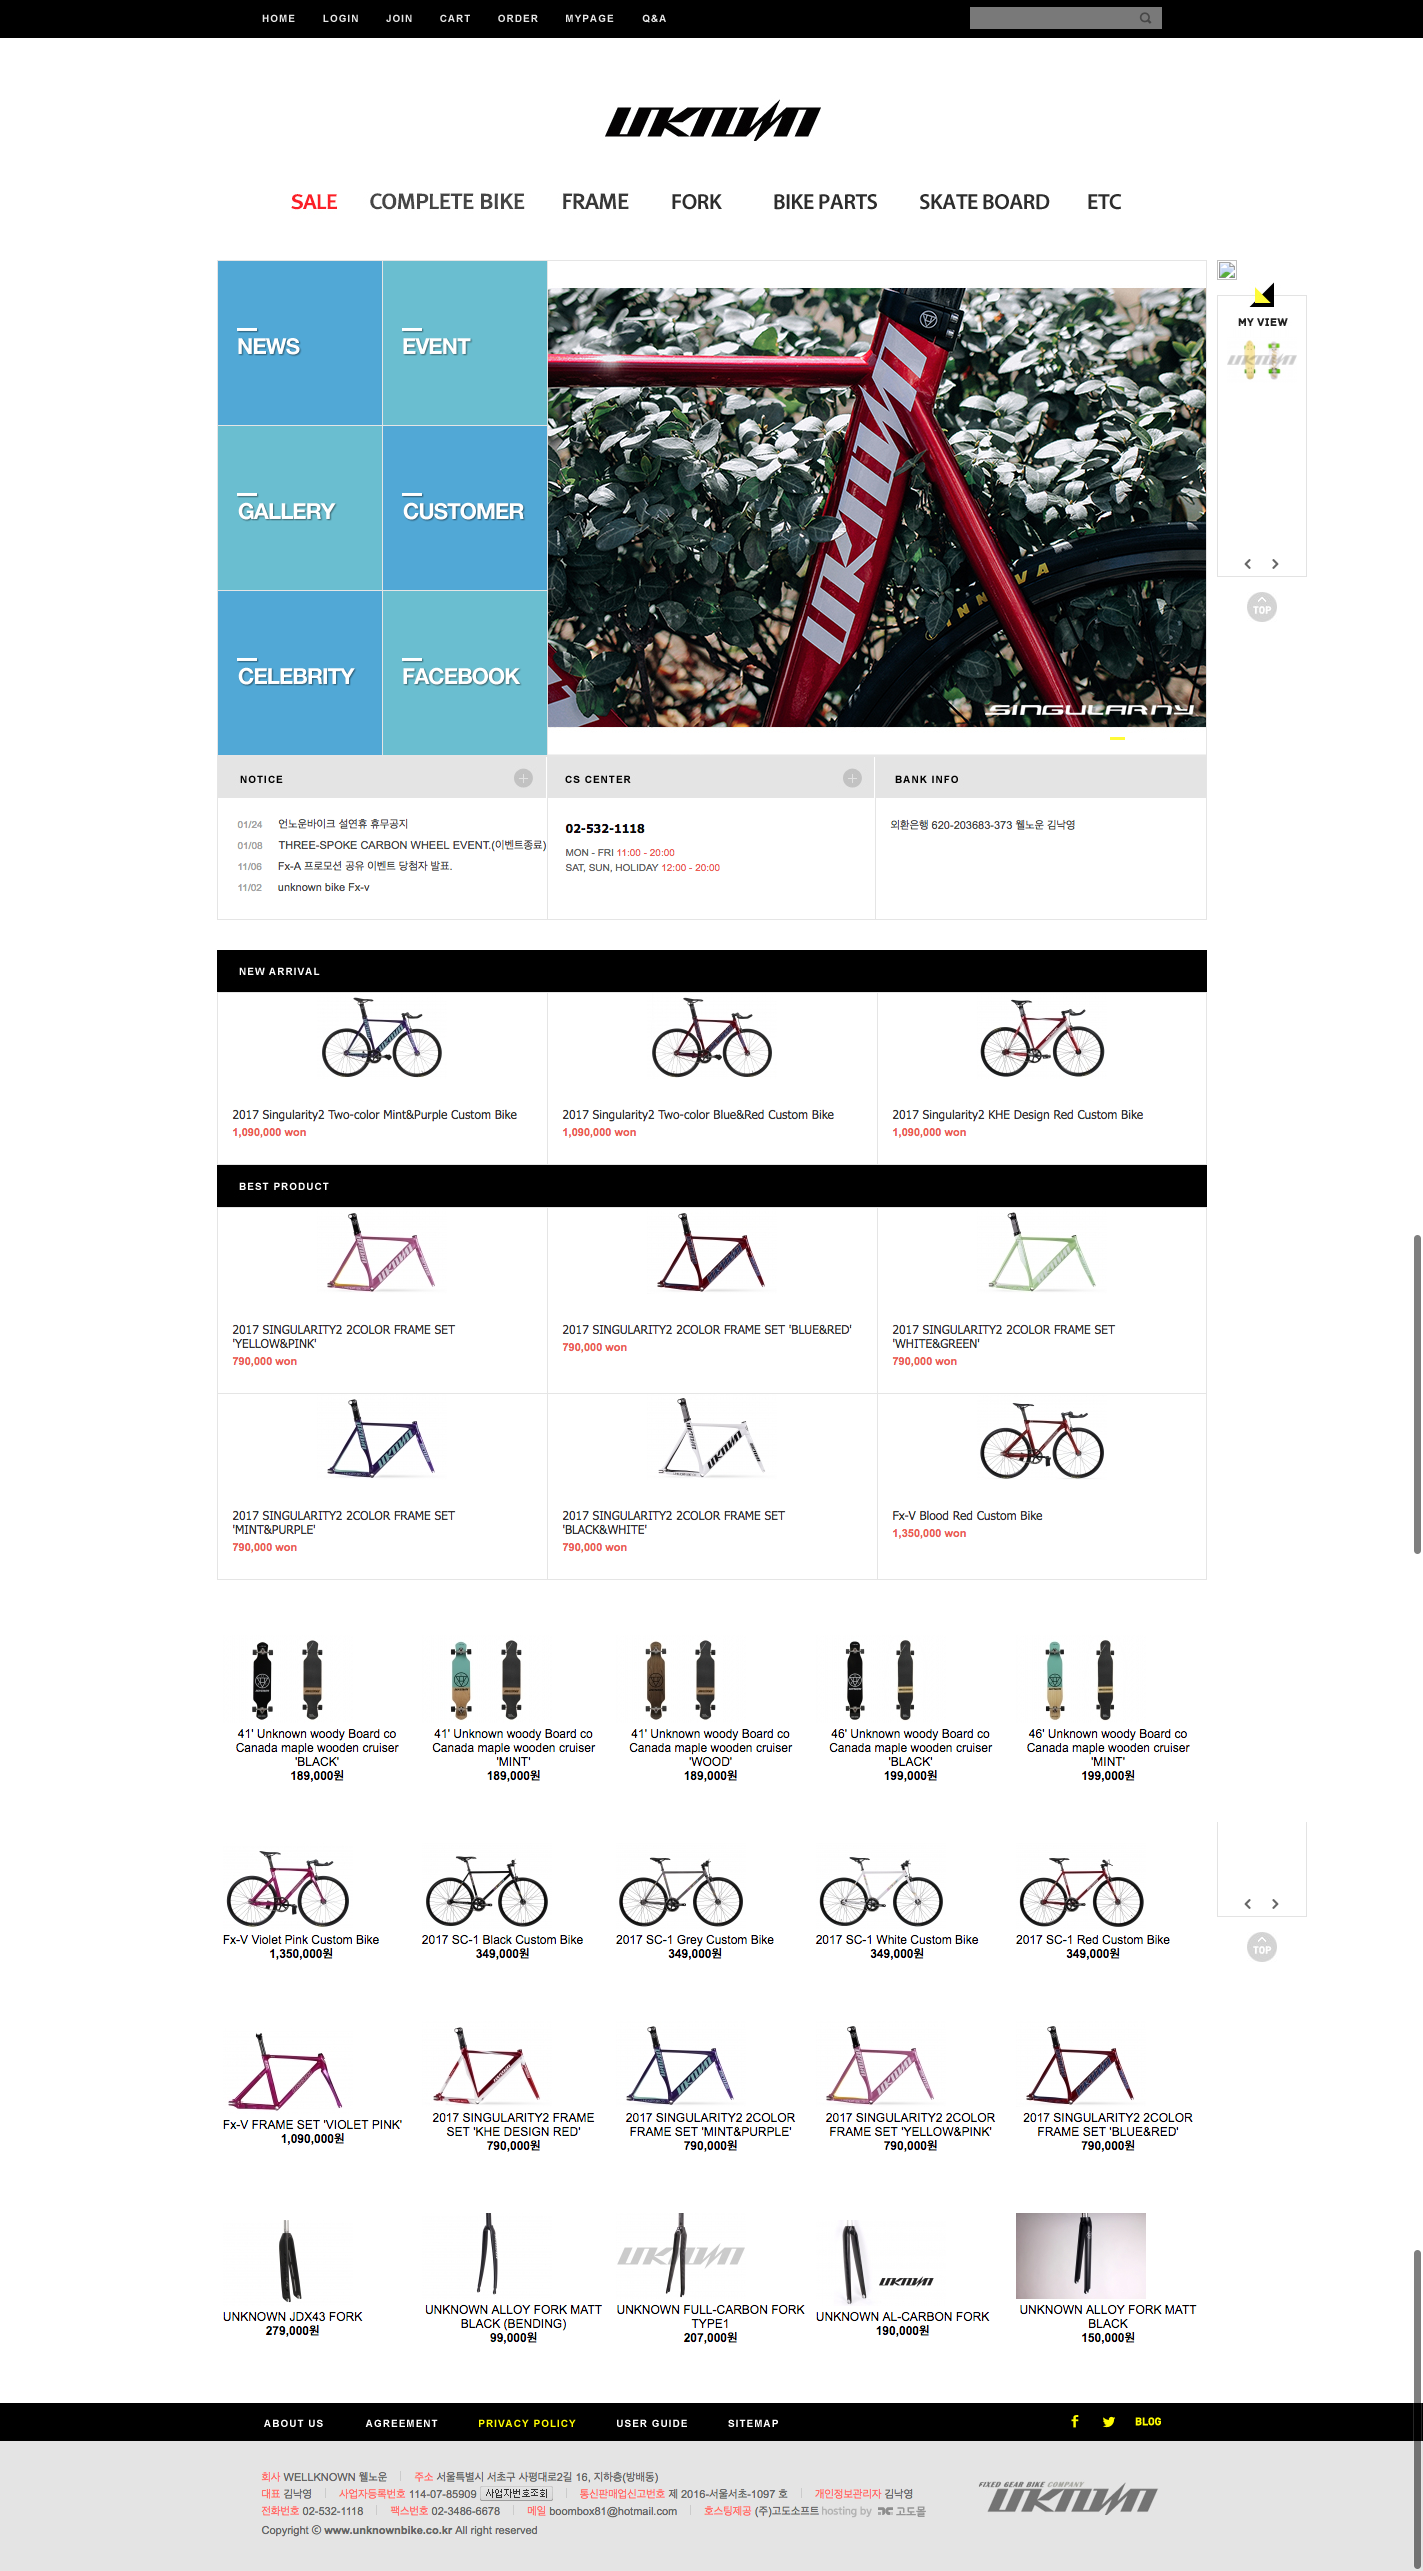 HOME LOGIN JOIN CART ORDER MYPAGE Q&A
UNKNOWN
SALE COMPLETE BIKE FRAME FORK BIKE PARTS SKATE BOARD ETC
NEWS EVENT
GALLERY CUSTOMER
CELEBRITY FACEBOOK
INNOVA
SINGULARITY
MY VIEW
TOP
NOTICE CS CENTER BANK INFO
01/24 언노운바이크 설연휴 휴무공지
01/08 THREE-SPOKE CARBON WHEEL EVENT.(이벤트종료)
11/06 Fx-A 프로모션 공유 이벤트 당첨자 발표.
11/02 unknown bike Fx-v
02-532-1118
MON - FRI 11:00 - 20:00
SAT, SUN, HOLIDAY 12:00 - 20:00
외환은행 620-203683-373 웰노운 김낙영
NEW ARRIVAL
2017 Singularity2 Two-color Mint&Purple Custom Bike
1,090,000 won
2017 Singularity2 Two-color Blue&Red Custom Bike
1,090,000 won
2017 Singularity2 KHE Design Red Custom Bike
1,090,000 won
BEST PRODUCT
2017 SINGULARITY2 2COLOR FRAME SET
'YELLOW&PINK'
790,000 won
2017 SINGULARITY2 2COLOR FRAME SET 'BLUE&RED'
790,000 won
2017 SINGULARITY2 2COLOR FRAME SET
'WHITE&GREEN'
790,000 won
2017 SINGULARITY2 2COLOR FRAME SET
'MINT&PURPLE'
790,000 won
2017 SINGULARITY2 2COLOR FRAME SET
'BLACK&WHITE'
790,000 won
Fx-V Blood Red Custom Bike
1,350,000 won
41' Unknown woody Board co
Canada maple wooden cruiser
'BLACK'
189,000원
41' Unknown woody Board co
Canada maple wooden cruiser
'MINT'
189,000원
41' Unknown woody Board co
Canada maple wooden cruiser
'WOOD'
189,000원
46' Unknown woody Board co
Canada maple wooden cruiser
'BLACK'
199,000원
46' Unknown woody Board co
Canada maple wooden cruiser
'MINT'
199,000원
Fx-V Violet Pink Custom Bike
1,350,000원
2017 SC-1 Black Custom Bike
349,000원
2017 SC-1 Grey Custom Bike
349,000원
2017 SC-1 White Custom Bike
349,000원
2017 SC-1 Red Custom Bike
349,000원
TOP
Fx-V FRAME SET 'VIOLET PINK'
1,090,000원
2017 SINGULARITY2 FRAME
SET 'KHE DESIGN RED'
790,000원
2017 SINGULARITY2 2COLOR
FRAME SET 'MINT&PURPLE'
790,000원
2017 SINGULARITY2 2COLOR
FRAME SET 'YELLOW&PINK'
790,000원
2017 SINGULARITY2 2COLOR
FRAME SET 'BLUE&RED'
790,000원
UNKNOWN JDX43 FORK
279,000원
UNKNOWN ALLOY FORK MATT
BLACK (BENDING)
99,000원
UNKNOWN FULL-CARBON FORK
TYPE1
207,000원
UNKNOWN AL-CARBON FORK
190,000원
UNKNOWN ALLOY FORK MATT
BLACK
150,000원
ABOUT US AGREEMENT PRIVACY POLICY USER GUIDE SITEMAP BLOG
회사 WELLKNOWN 웰노운 주소 서울특별시 서초구 사평대로2길 16, 지하층(방배동)
대표 김낙영 사업자등록번호 114-07-85909 사업자번호조회 통신판매업신고번호 제 2016-서울서초-1097 호 개인정보관리자 김낙영
전화번호 02-532-1118 팩스번호 02-3486-6678 메일 boombox81@hotmail.com 호스팅제공 (주)고도소프트 hosting by 고도몰
Copyright ⓒ www.unknownbike.co.kr All right reserved
FIXED GEAR BIKE COMPANY
UNKNOWN